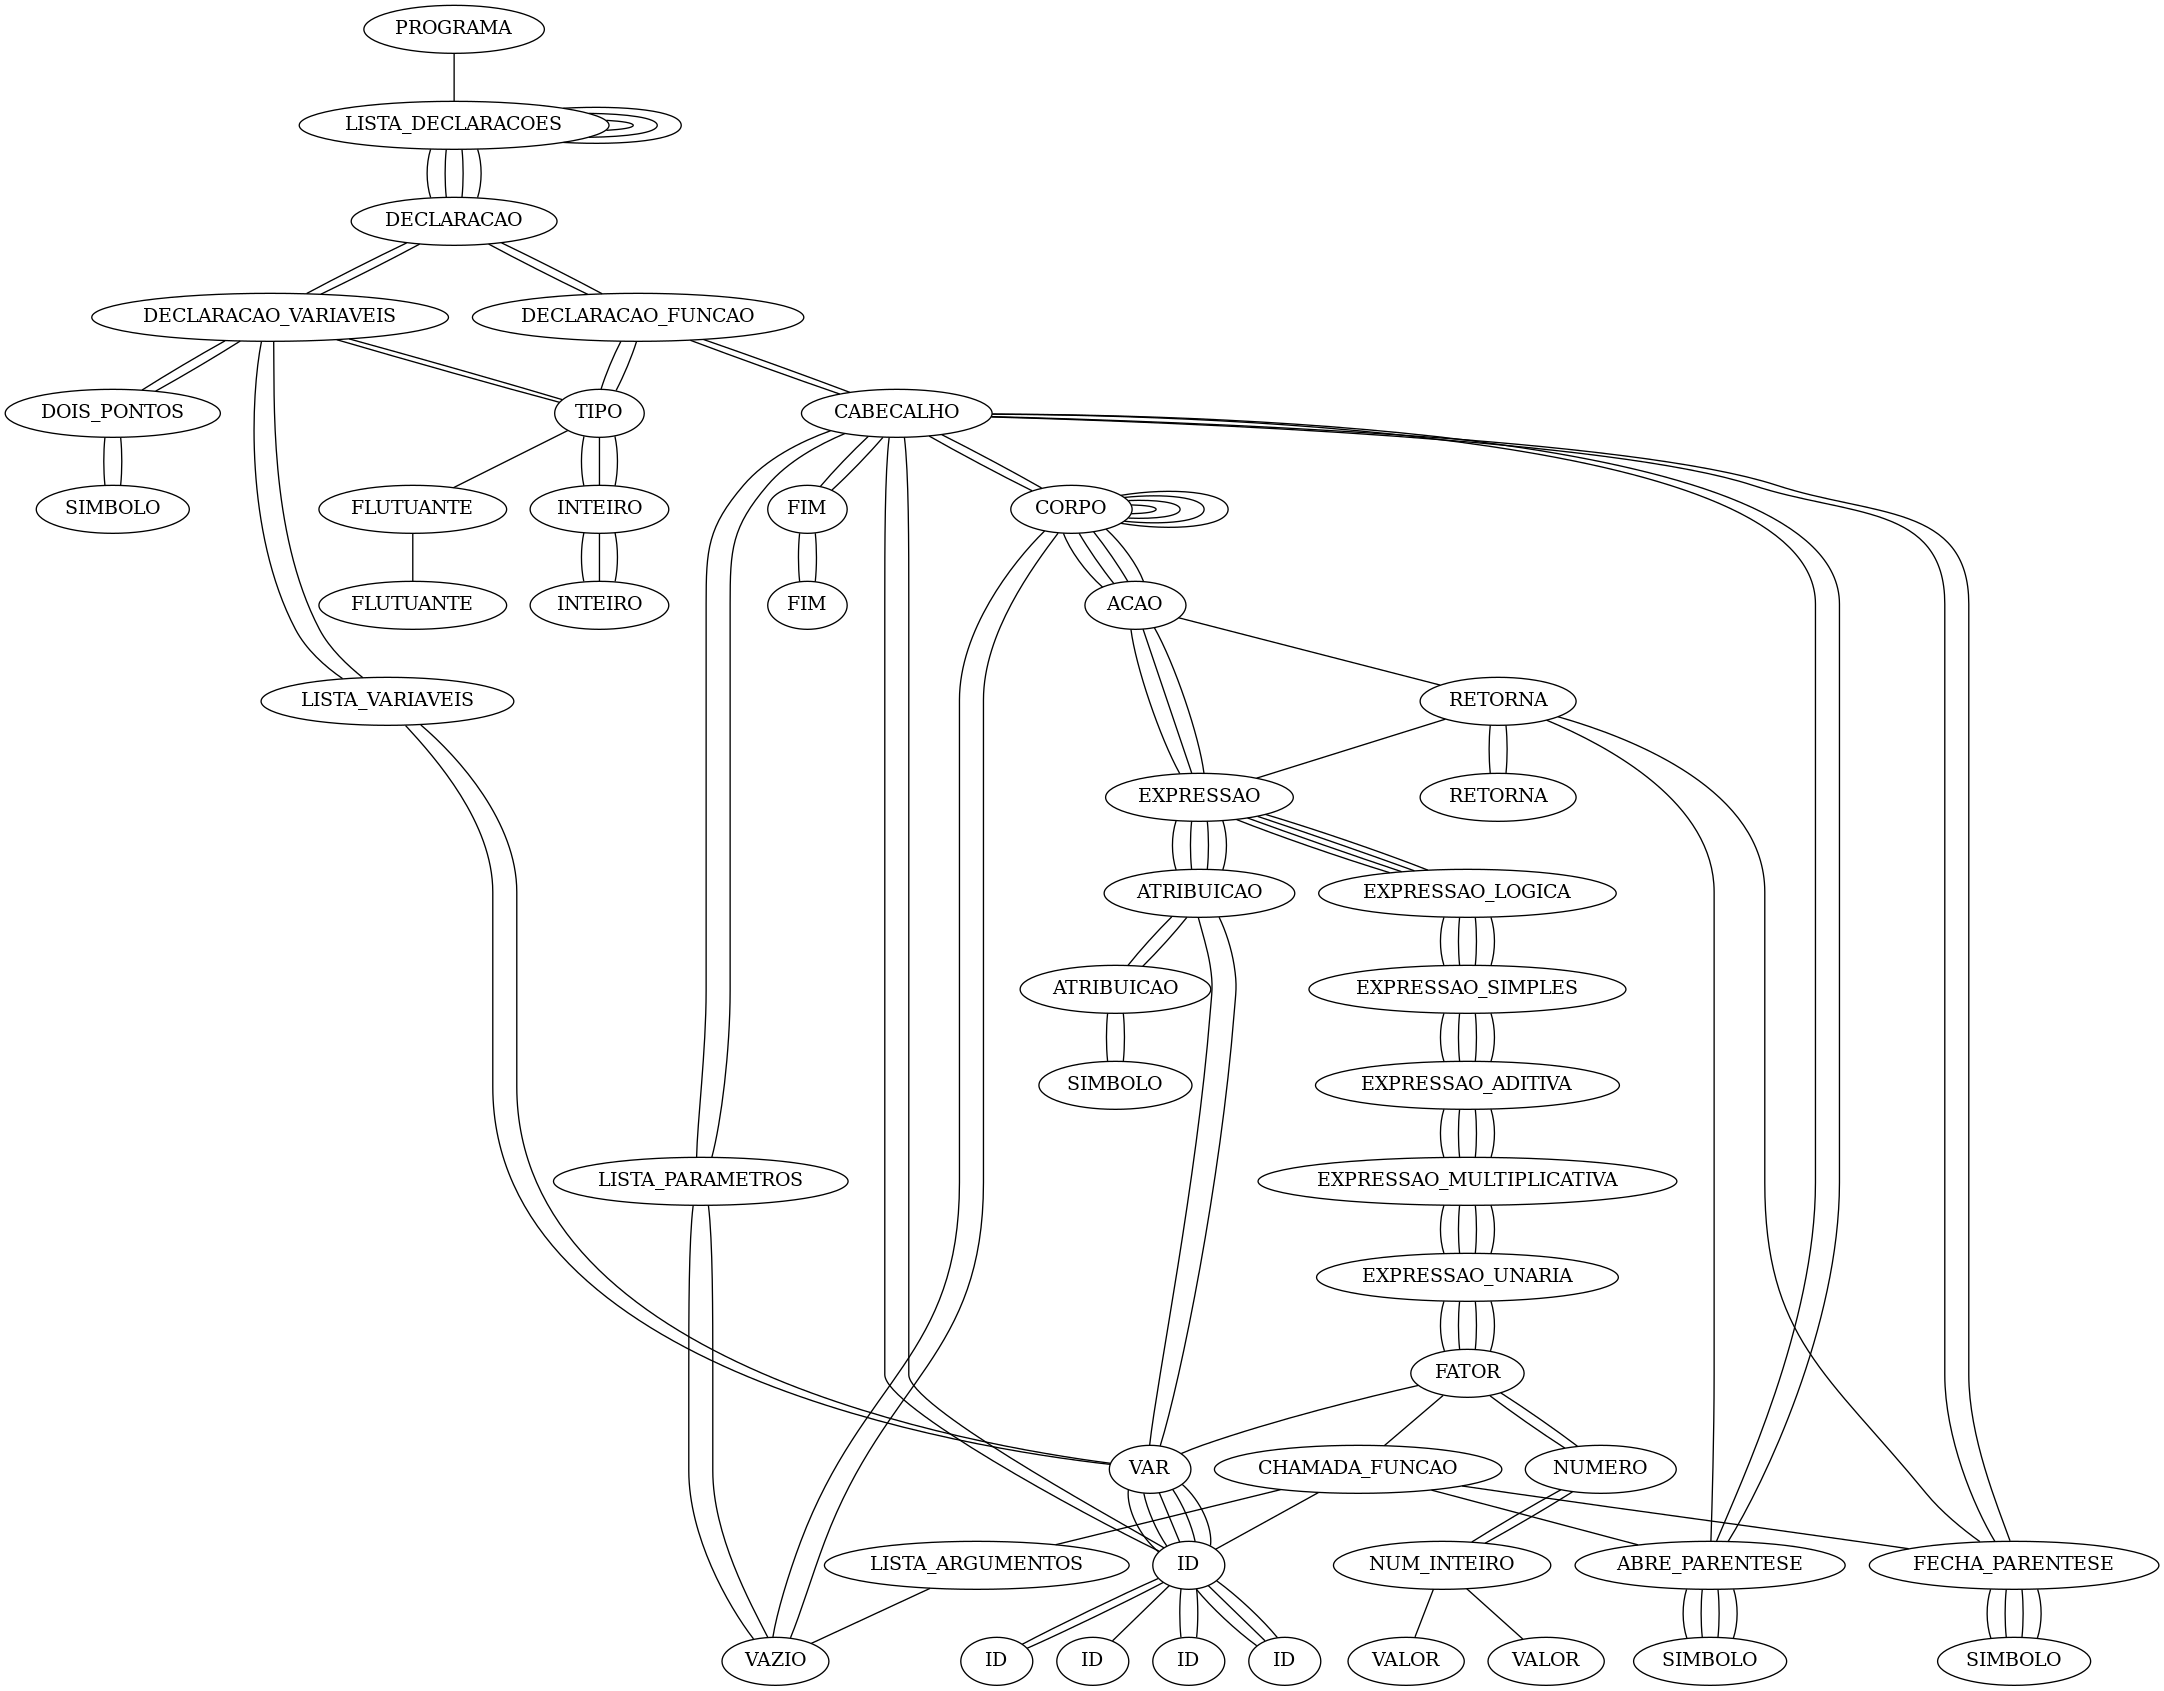 PROGRAMA
LISTA_DECLARACOES
DECLARACAO
DECLARACAO_VARIAVEIS
DECLARACAO_FUNCAO
DOIS_PONTOS
TIPO
CABECALHO
SIMBOLO
FLUTUANTE
INTEIRO
FIM
CORPO
FLUTUANTE
INTEIRO
FIM
ACAO
LISTA_VARIAVEIS
RETORNA
EXPRESSAO
RETORNA
ATRIBUICAO
EXPRESSAO_LOGICA
ATRIBUICAO
EXPRESSAO_SIMPLES
SIMBOLO
EXPRESSAO_ADITIVA
LISTA_PARAMETROS
EXPRESSAO_MULTIPLICATIVA
EXPRESSAO_UNARIA
FATOR
VAR
CHAMADA_FUNCAO
NUMERO
LISTA_ARGUMENTOS
ID
NUM_INTEIRO
ABRE_PARENTESE
FECHA_PARENTESE
VAZIO
ID
ID
ID
ID
VALOR
VALOR
SIMBOLO
SIMBOLO